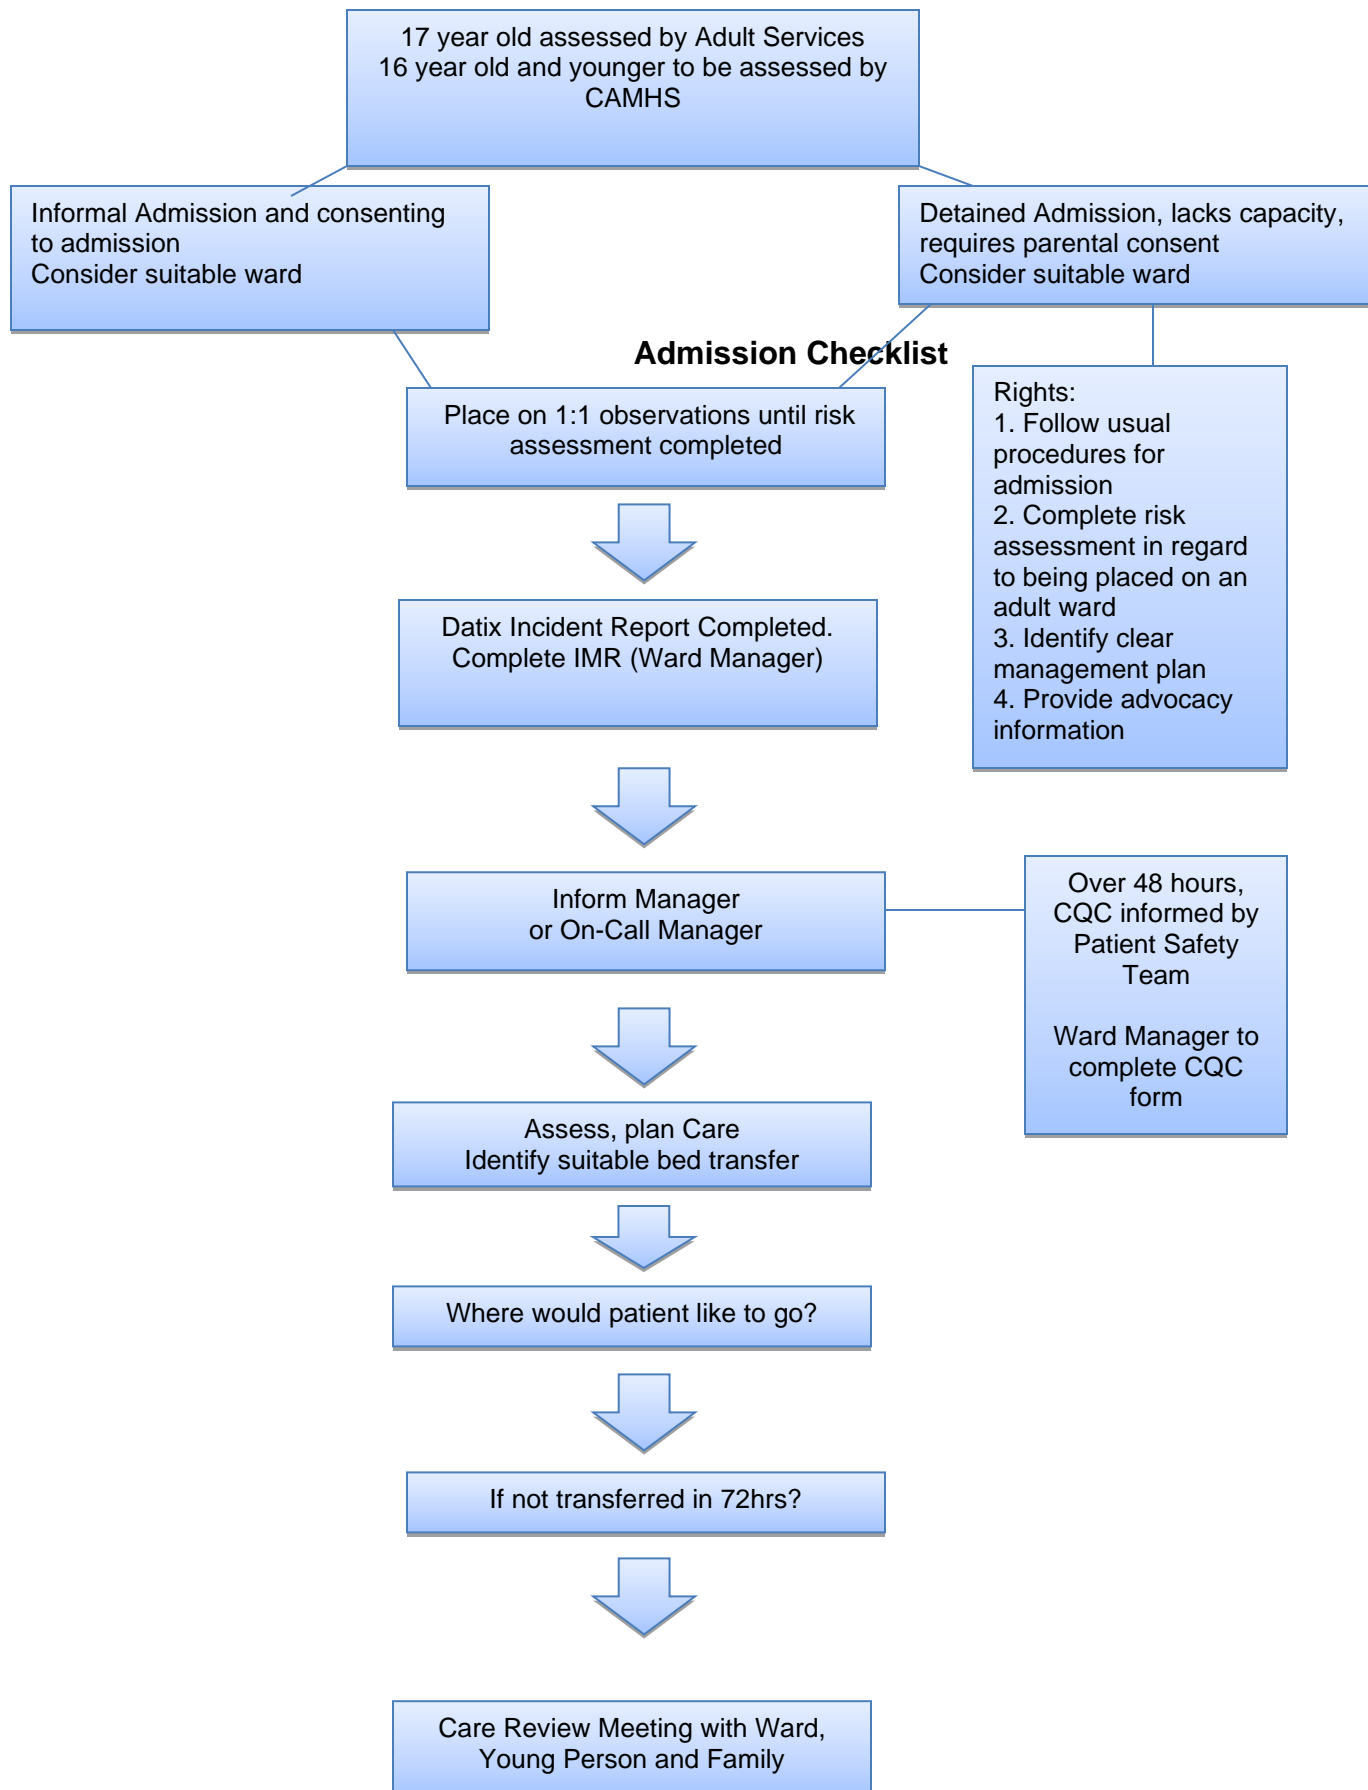 17 year old assessed by Adult Services
16 year old and younger to be assessed by
CAMHS
Informal Admission and consenting
to admission
Consider suitable ward
Detained Admission, lacks capacity,
requires parental consent
Consider suitable ward
Admission Checklist
Place on 1:1 observations until risk
assessment completed
Rights:
1. Follow usual
procedures for
admission
2. Complete risk
assessment in regard
to being placed on an
adult ward
3. Identify clear
management plan
4. Provide advocacy
information
Datix Incident Report Completed.
Complete IMR (Ward Manager)
Inform Manager
or On-Call Manager
Over 48 hours,
CQC informed by
Patient Safety
Team
Ward Manager to
complete CQC
form
Assess, plan Care
Identify suitable bed transfer
Where would patient like to go?
If not transferred in 72hrs?
Care Review Meeting with Ward,
Young Person and Family